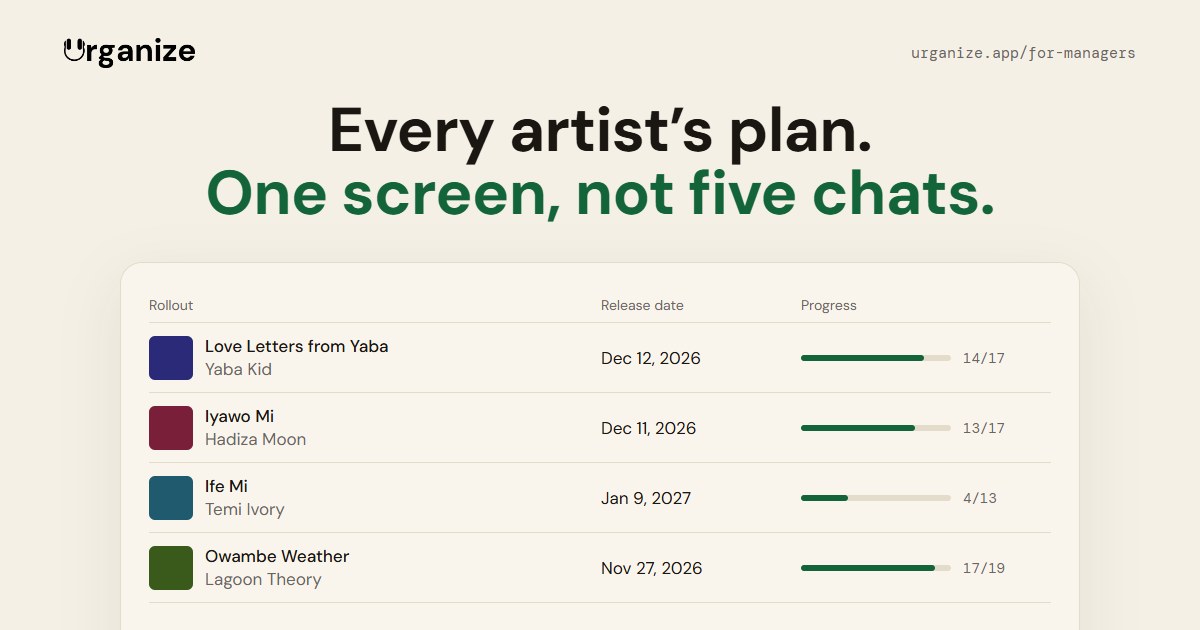 Urganize
urganize.app/for-managers
Every artist’s plan.
One screen, not five chats.
Rollout Release date Progress
Love Letters from Yaba
Yaba Kid
Dec 12, 2026
14/17
Iyawo Mi
Hadiza Moon
Dec 11, 2026
13/17
Ife Mi
Temi Ivory
Jan 9, 2027
4/13
Owambe Weather
Lagoon Theory
Nov 27, 2026
17/19